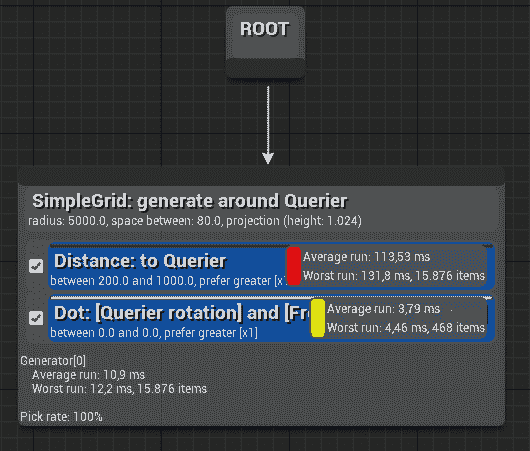 ROOT
SimpleGrid: generate around Querier
radius: 5000.0, space between: 80.0, projection (height: 1.024)
Distance: to Querier
between 200.0 and 1000.0, prefer greater [x
Average run: 113,53 ms
Worst run: 131,8 ms, 15.876 items
Dot: [Querier rotation] and [Fr
between 0.0 and 0.0, prefer greater [x1]
Average run: 3,79 ms
Worst run: 4,46 ms, 468 items
Generator[0]
Average run: 10,9 ms
Worst run: 12,2 ms, 15.876 items
Pick rate: 100%